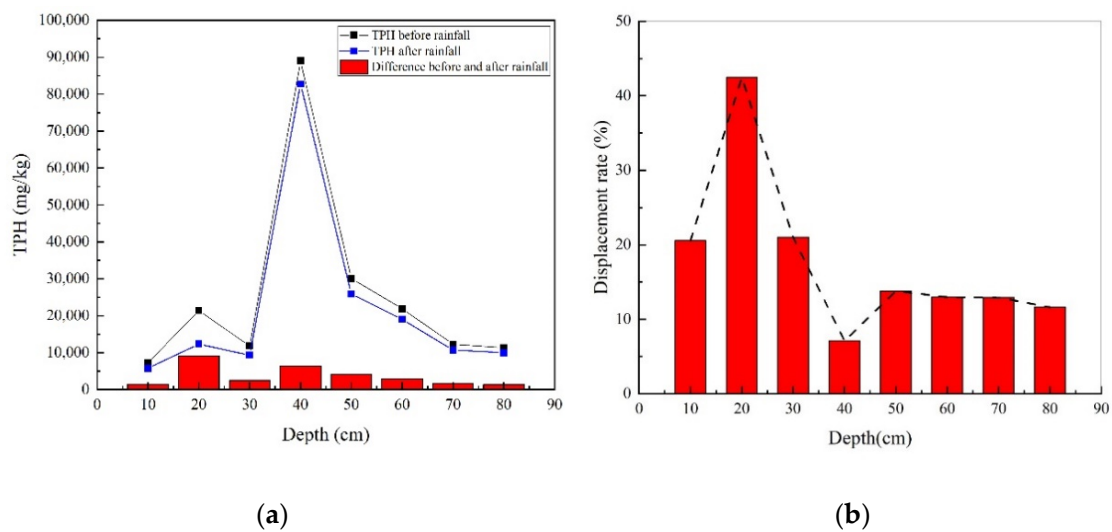 100,000
90,000
80,000
70,000
60,000
50,000
40,000
30,000
20,000
10,000
0
TPH (mg/kg)
TPH before rainfall
TPH after rainfall
Difference before and after rainfall
0 10 20 30 40 50 60 70 80 90
Depth (cm)
(a)
50
40
30
20
10
0
Displacement rate (%)
0 10 20 30 40 50 60 70 80 90
Depth(cm)
(b)